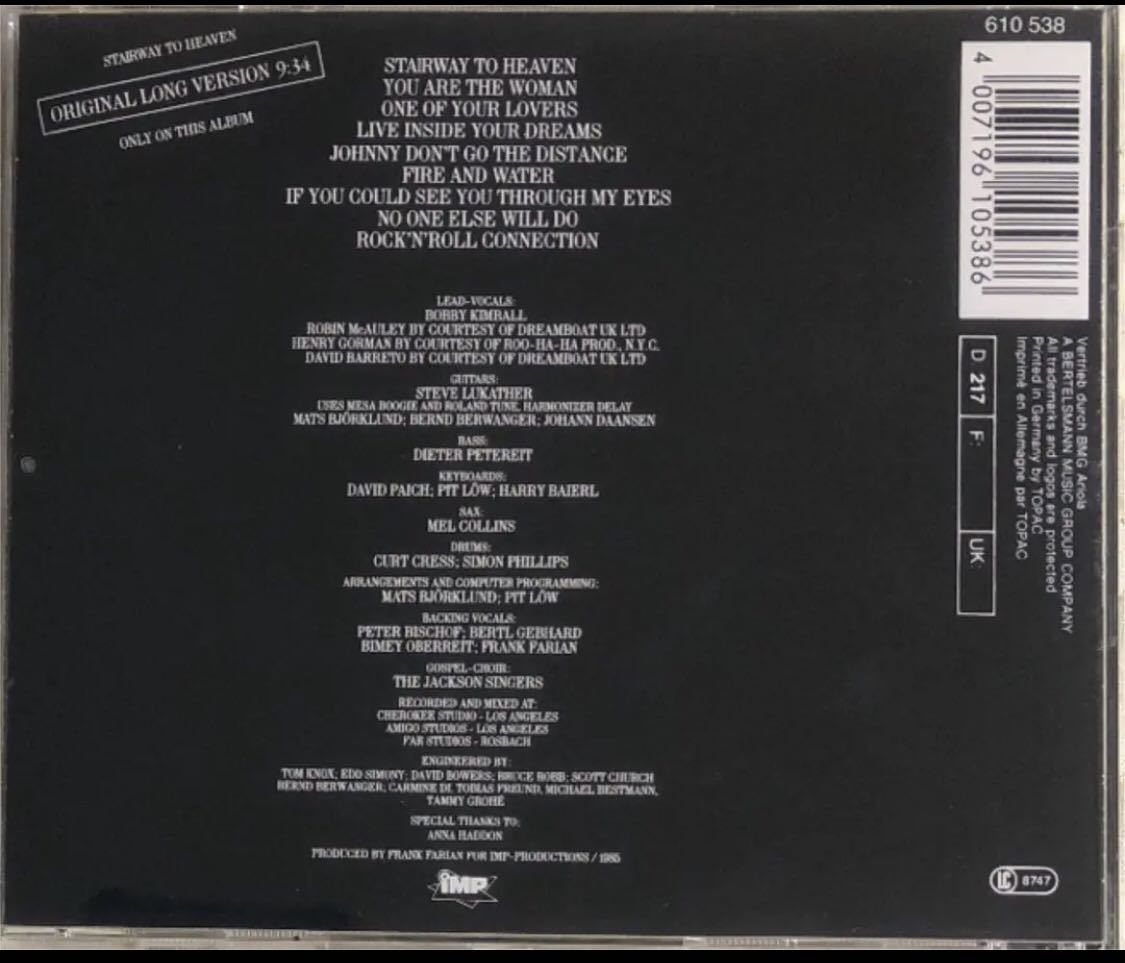 STAIRWAY TO HEAVEN
ORIGINAL LONG VERSION 9:34
ONLY ON THIS ALBUM
STAIRWAY TO HEAVEN
YOU ARE THE WOMAN
ONE OF YOUR LOVERS
LIVE INSIDE YOUR DREAMS
JOHNNY DON'T GO THE DISTANCE
FIRE AND WATER
IF YOU COULD SEE YOU THROUGH MY EYES
NO ONE ELSE WILL DO
ROCK'N'ROLL CONNECTION
LEAD-VOCALS:
BOBBY KIMBALL
ROBIN McAULEY BY COURTESY OF DREAMBOAT UK LTD
HENRY GORMAN BY COURTESY OF ROO-HA-HA PROD., N.Y.C.
DAVID BARRETO BY COURTESY OF DREAMBOAT UK LTD
GUITARS:
STEVE LUKATHER
USES MESA BOOGIE AND ROLAND TUNE, HARMONIZER DELAY
MATS BJÖRKLUND; BERND BERWANGER; JOHANN DAANSEN
BASS:
DIETER PETEREIT
KEYBOARDS:
DAVID PAICH; PIT LÖW; HARRY BAIERL
SAX:
MEL COLLINS
DRUMS:
CURT CRESS; SIMON PHILLIPS
ARRANGEMENTS AND COMPUTER PROGRAMMING:
MATS BJÖRKLUND; PIT LÖW
BACKING VOCALS:
PETER BISCHOF; BERTL GEBHARD
BIMEY OBERREIT; FRANK FARIAN
GOSPEL-CHOIR:
THE JACKSON SINGERS
RECORDED AND MIXED AT:
CHEROKEE STUDIO - LOS ANGELES
AMIGO STUDIOS - LOS ANGELES
FAR STUDIOS - ROSBACH
ENGINEERED BY:
TOM KNOX; EDO SIMONY; DAVID BOWERS; BRUCE ROBB; SCOTT CHURCH
BERND BERWANGER; CARMINE DI, TOBIAS FREUND, MICHAEL BESTMANN,
TAMMY GROHÉ
SPECIAL THANKS TO:
ANNA HADDON
PRODUCED BY FRANK FARIAN FOR IMP-PRODUCTIONS / 1985
IMP
610 538
4 007196 105386
D 217 F: UK:
Vertrieb durch BMG Ariola
A BERTELSMANN MUSIC GROUP COMPANY
All trademarks and logos are protected
Printed in Germany by TOPAC
Imprimé en Allemagne par TOPAC
LC 8747